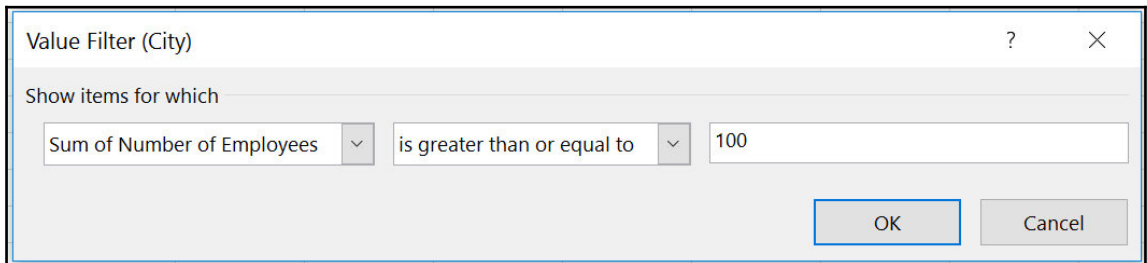 Value Filter (City) ?
Show items for which
Sum of Number of Employees is greater than or equal to 100
OK Cancel